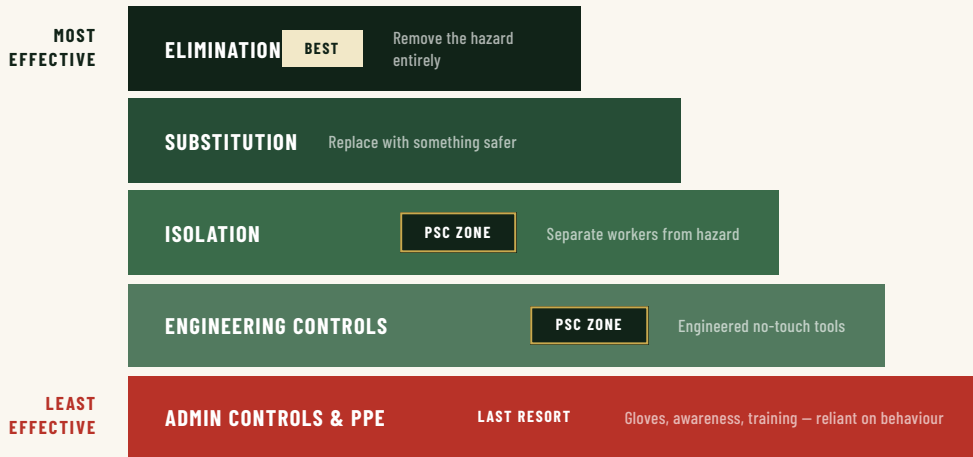 MOST
EFFECTIVE
ELIMINATION BEST Remove the hazard
entirely
SUBSTITUTION Replace with something safer
ISOLATION PSC ZONE Separate workers from hazard
ENGINEERING CONTROLS PSC ZONE Engineered no-touch tools
LEAST
EFFECTIVE
ADMIN CONTROLS & PPE LAST RESORT Gloves, awareness, training — reliant on behaviour